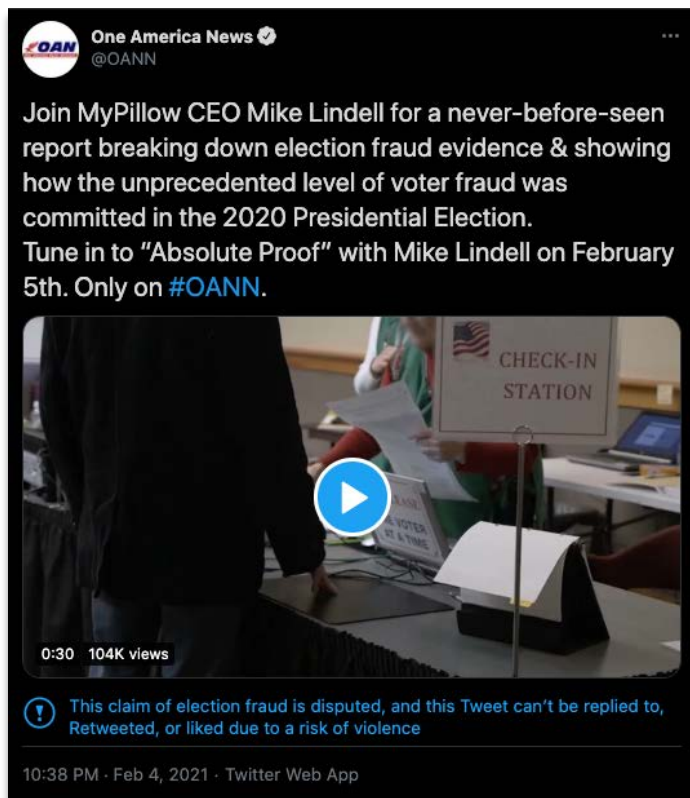 OAN
One America News
@OANN
Join MyPillow CEO Mike Lindell for a never-before-seen
report breaking down election fraud evidence & showing
how the unprecedented level of voter fraud was
committed in the 2020 Presidential Election.
Tune in to “Absolute Proof” with Mike Lindell on February
5th. Only on #OANN.
CHECK-IN
STATION
VOTER
AT A TIME
0:30 104K views
This claim of election fraud is disputed, and this Tweet can’t be replied to,
Retweeted, or liked due to a risk of violence
10:38 PM · Feb 4, 2021 · Twitter Web App